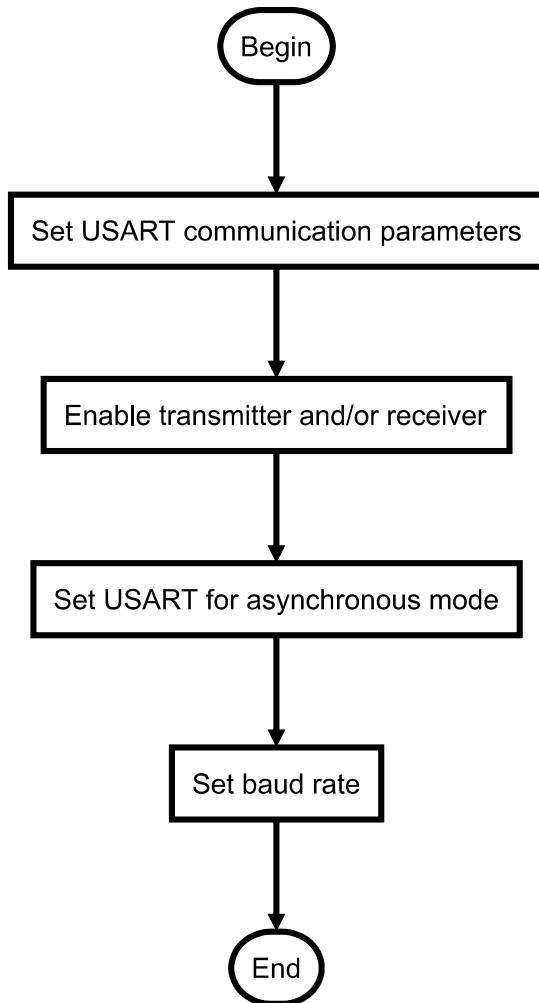 Begin
Set USART communication parameters
Enable transmitter and/or receiver
Set USART for asynchronous mode
Set baud rate
End